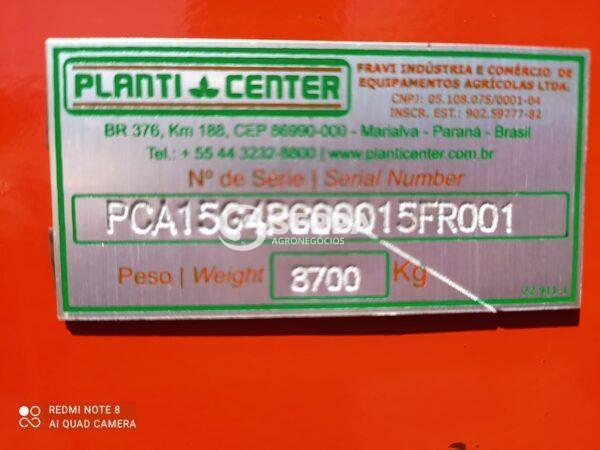 PLANTI CENTER
FRAVI INDÚSTRIA E COMÉRCIO DE
EQUIPAMENTOS AGRÍCOLAS LTDA.
CNPJ: 05.108.075/0001-04
INSCR. EST.: 902.59777-82
BR 376, Km 188, CEP 86990-000 - Marialva - Paraná - Brasil
Tel.: + 55 44 3232-8800 | www.planticenter.com.br
Nº de Série | Serial Number
AGRONEGÓCIOS
Peso | Weight 8700 Kg
REDMI NOTE 8
AI QUAD CAMERA